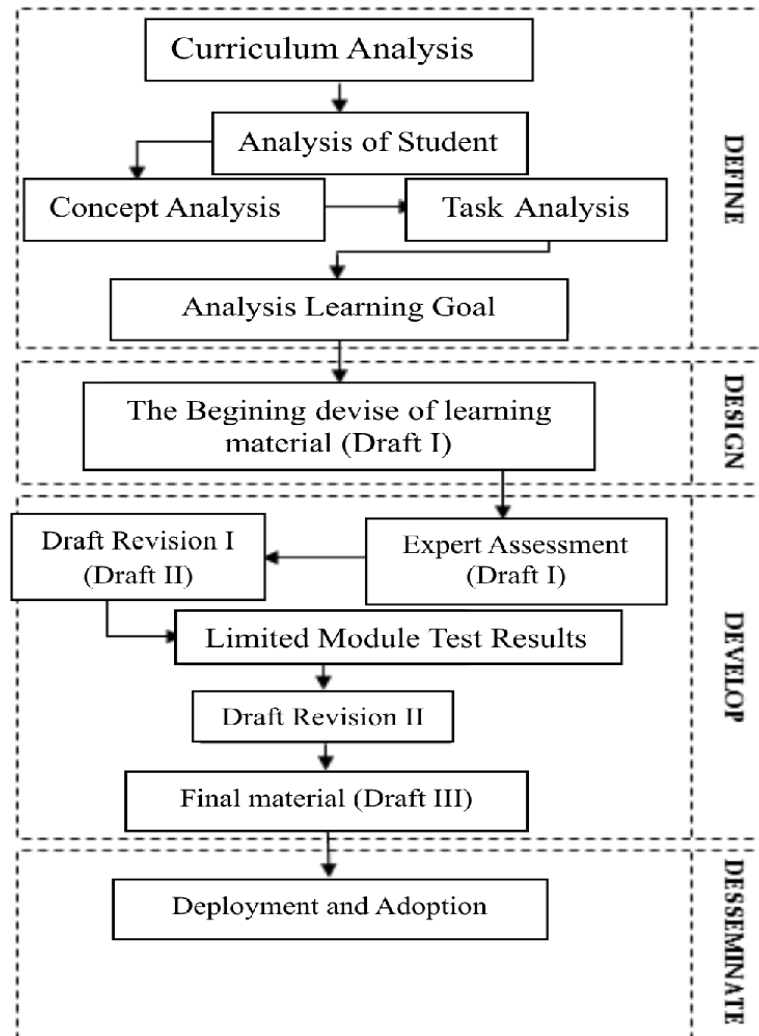 Curriculum Analysis
Analysis of Student
Concept Analysis
Task Analysis
Analysis Learning Goal
DEFINE
The Begining devise of learning
material (Draft I)
DESIGN
Draft Revision I
(Draft II)
Expert Assessment
(Draft I)
Limited Module Test Results
Draft Revision II
Final material (Draft III)
DEVELOP
Deployment and Adoption
DESSEMINATE